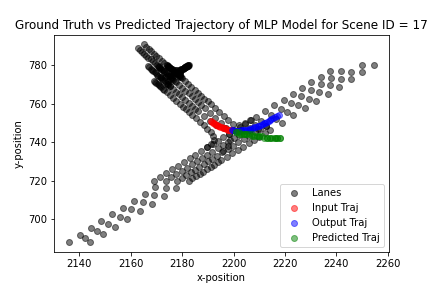 Ground Truth vs Predicted Trajectory of MLP Model for Scene ID = 17
780
760
740
720
700
y-position
2140 2160 2180 2200 2220 2240 2260
x-position
Lanes
Input Traj
Output Traj
Predicted Traj